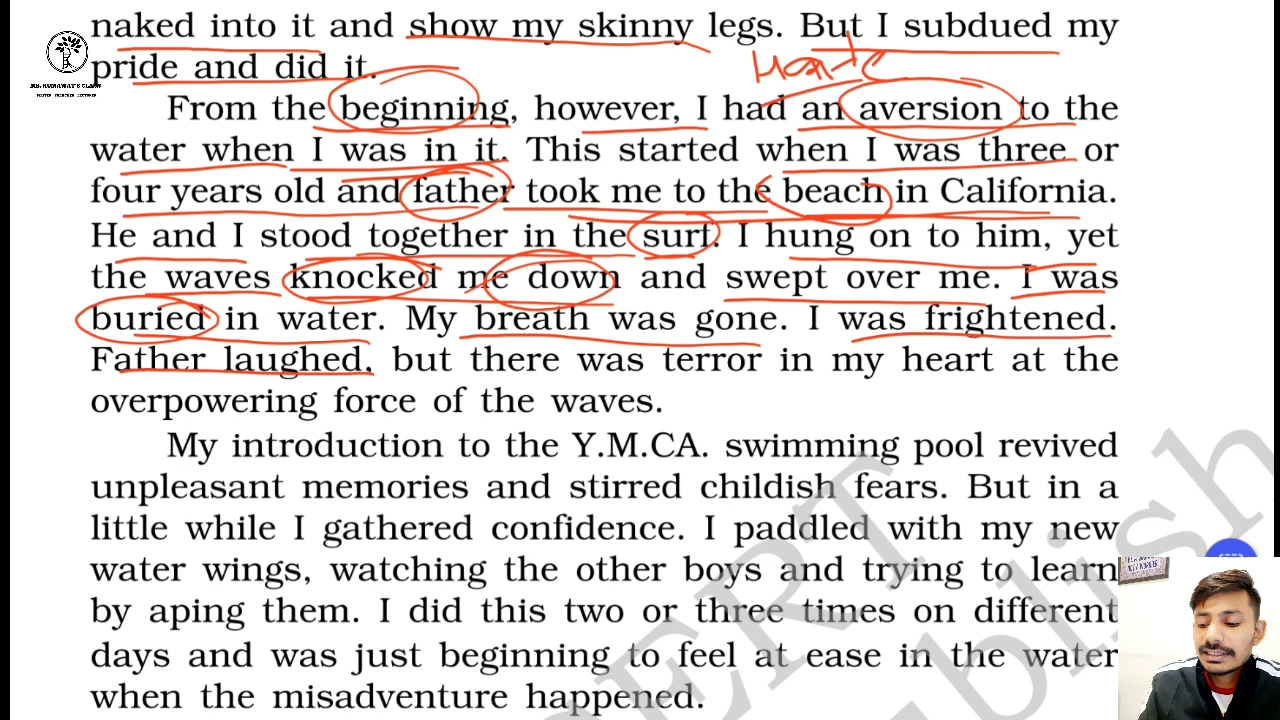 naked into it and show my skinny legs. But I subdued my
pride and did it.
From the beginning, however, I had an aversion to the
water when I was in it. This started when I was three or
four years old and father took me to the beach in California.
He and I stood together in the surf. I hung on to him, yet
the waves knocked me down and swept over me. I was
buried in water. My breath was gone. I was frightened.
Father laughed, but there was terror in my heart at the
overpowering force of the waves.
My introduction to the Y.M.CA. swimming pool revived
unpleasant memories and stirred childish fears. But in a
little while I gathered confidence. I paddled with my new
water wings, watching the other boys and trying to learn
by aping them. I did this two or three times on different
days and was just beginning to feel at ease in the water
when the misadventure happened.